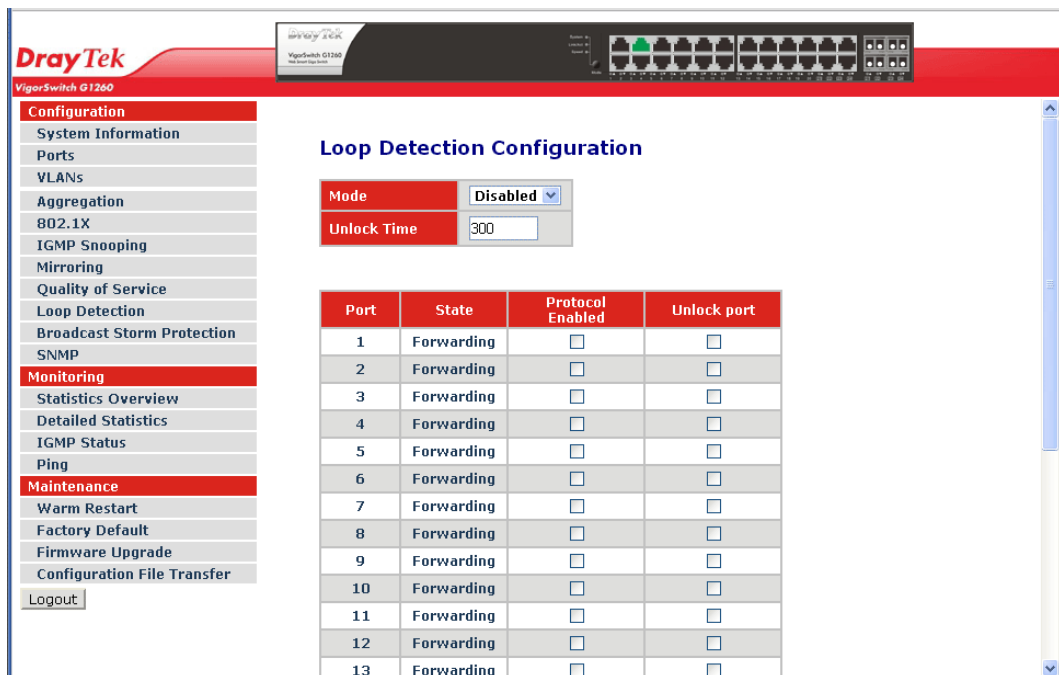 DrayTek
VigorSwitch G1260
DrayTek
VigorSwitch G1260
Configuration
System Information
Ports
VLANs
Aggregation
802.1X
IGMP Snooping
Mirroring
Quality of Service
Loop Detection
Broadcast Storm Protection
SNMP
Monitoring
Statistics Overview
Detailed Statistics
IGMP Status
Ping
Maintenance
Warm Restart
Factory Default
Firmware Upgrade
Configuration File Transfer
Logout
Loop Detection Configuration
Mode Disabled
Unlock Time 300
Port State Protocol Enabled Unlock port
1 Forwarding
2 Forwarding
3 Forwarding
4 Forwarding
5 Forwarding
6 Forwarding
7 Forwarding
8 Forwarding
9 Forwarding
10 Forwarding
11 Forwarding
12 Forwarding
13 Forwarding